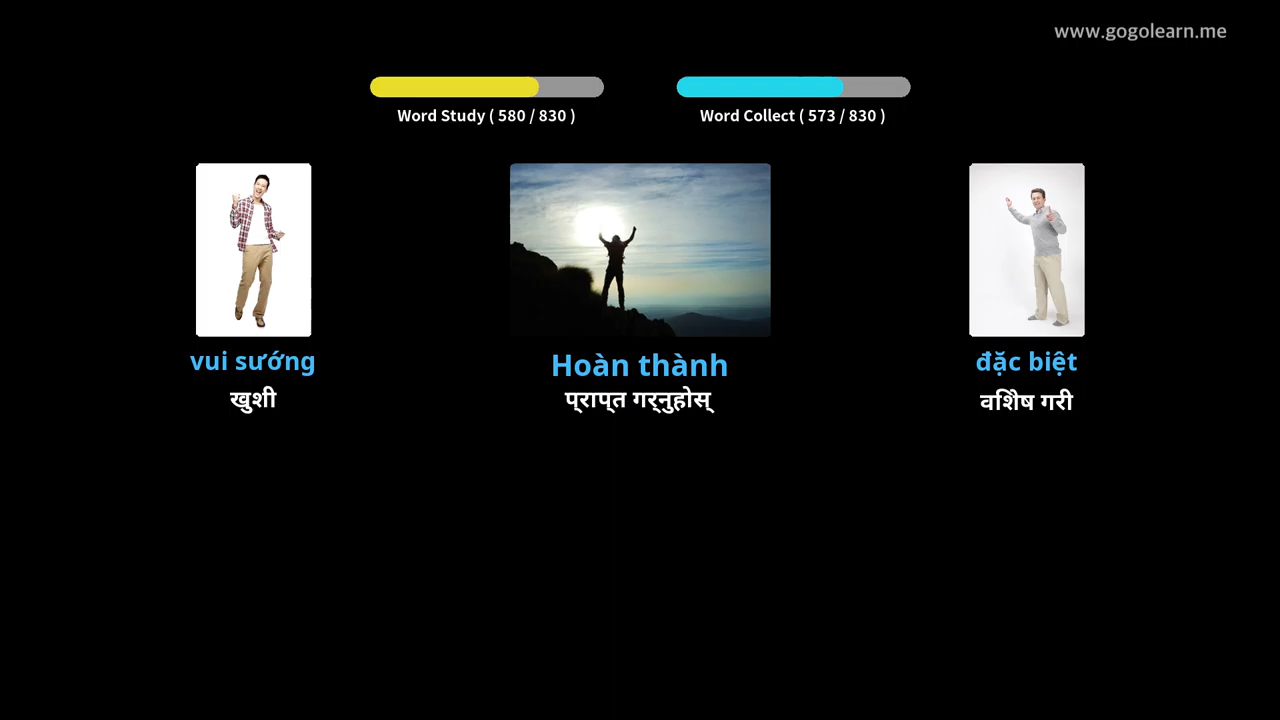 www.gogolearn.me
Word Study ( 580 / 830 )
Word Collect ( 573 / 830 )
vui sướng
Hoàn thành
đặc biệt
खुशी
प्राप्त गर्नुहोस्
विशेष गरी